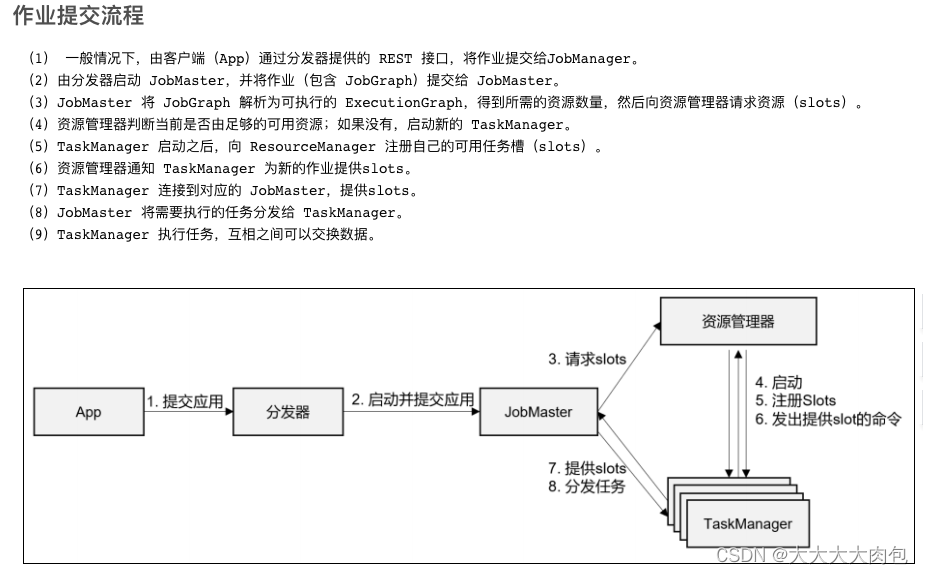 作业提交流程
（1） 一般情况下，由客户端（App）通过分发器提供的 REST 接口，将作业提交给JobManager。
（2）由分发器启动 JobMaster，并将作业（包含 JobGraph）提交给 JobMaster。
（3）JobMaster 将 JobGraph 解析为可执行的 ExecutionGraph，得到所需的资源数量，然后向资源管理器请求资源（slots）。
（4）资源管理器判断当前是否由足够的可用资源；如果没有，启动新的 TaskManager。
（5）TaskManager 启动之后，向 ResourceManager 注册自己的可用任务槽（slots）。
（6）资源管理器通知 TaskManager 为新的作业提供slots。
（7）TaskManager 连接到对应的 JobMaster，提供slots。
（8）JobMaster 将需要执行的任务分发给 TaskManager。
（9）TaskManager 执行任务，互相之间可以交换数据。
资源管理器
3. 请求slots
4. 启动
5. 注册Slots
6. 发出提供slot的命令
App
1. 提交应用
分发器
2. 启动并提交应用
JobMaster
7. 提供slots
8. 分发任务
TaskManager
CSDN @大大大大肉包